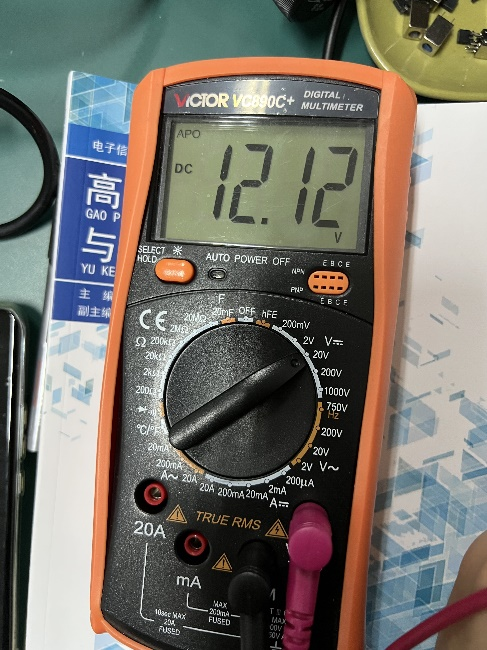 VICTOR VC890C+
DIGITAL
MULTIMETER
APO
DC
12.12
V
SELECT
HOLD
AUTO POWER OFF
NPN
PNP
E B C E
E B C E
CE
F
20mF
OFF
hFE
200mV
2V
V
20V
200V
1000V
750V
Hz
200V
20V
2V
V~
200μA
2mA
A
20mA
200mA
20A
20A
A~
200mA
20mA
℃/℉
200Ω
2kΩ
20kΩ
200kΩ
Ω
2MΩ
20MΩ
TRUE RMS
20A
mA
10sec MAX
20A
FUSED
MAX
200mA
FUSED
MAX
电子信
高
GAO P
与
YU KE
主 编
副主编